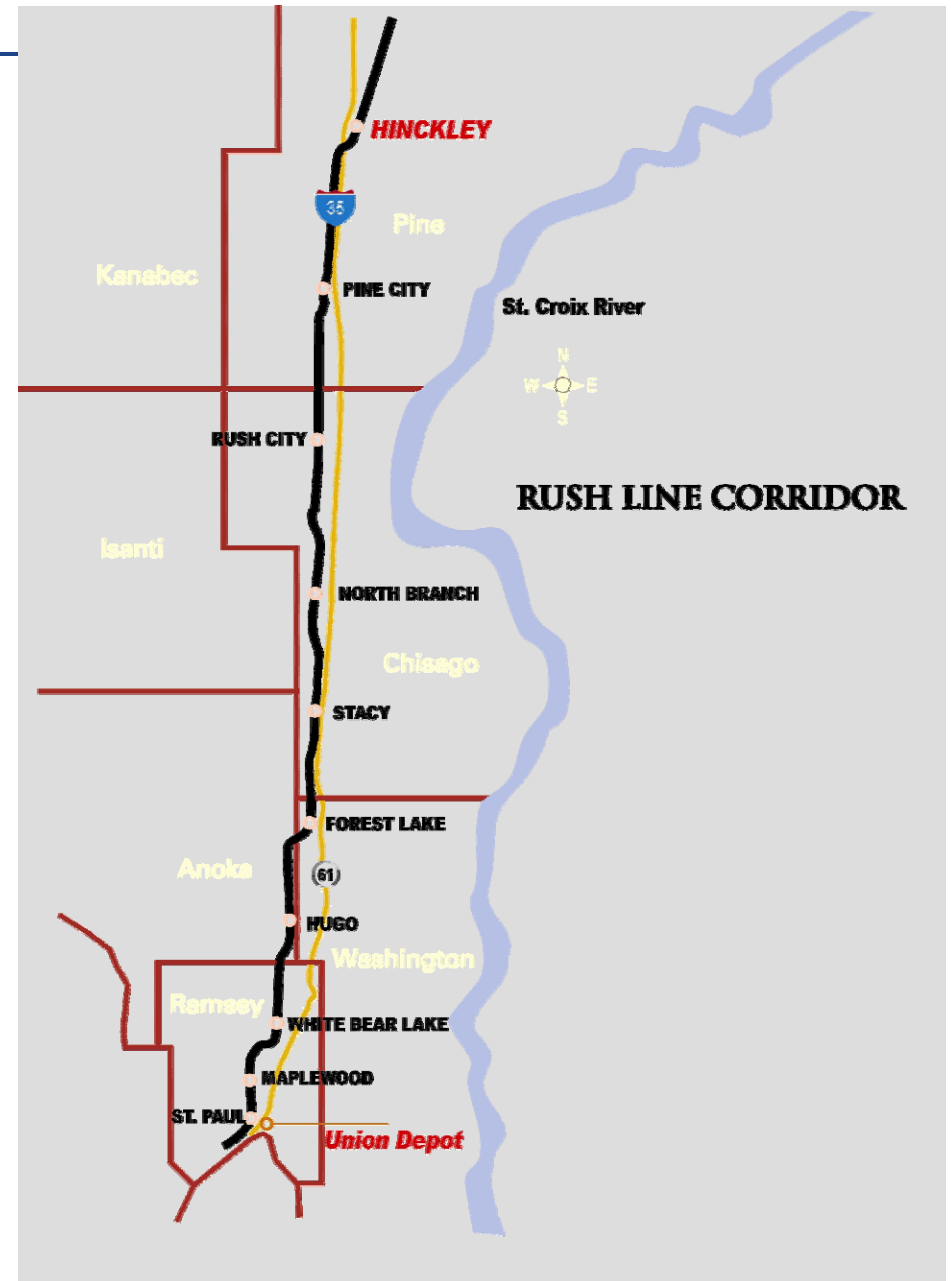 HINCKLEY
35
Pine
Kanabec
PINE CITY
St. Croix River
N
W E
S
RUSH CITY
RUSH LINE CORRIDOR
Isanti
NORTH BRANCH
Chisago
STACY
FOREST LAKE
Anoka
61
HUGO
Washington
Ramsey
WHITE BEAR LAKE
MAPLEWOOD
ST. PAUL
Union Depot